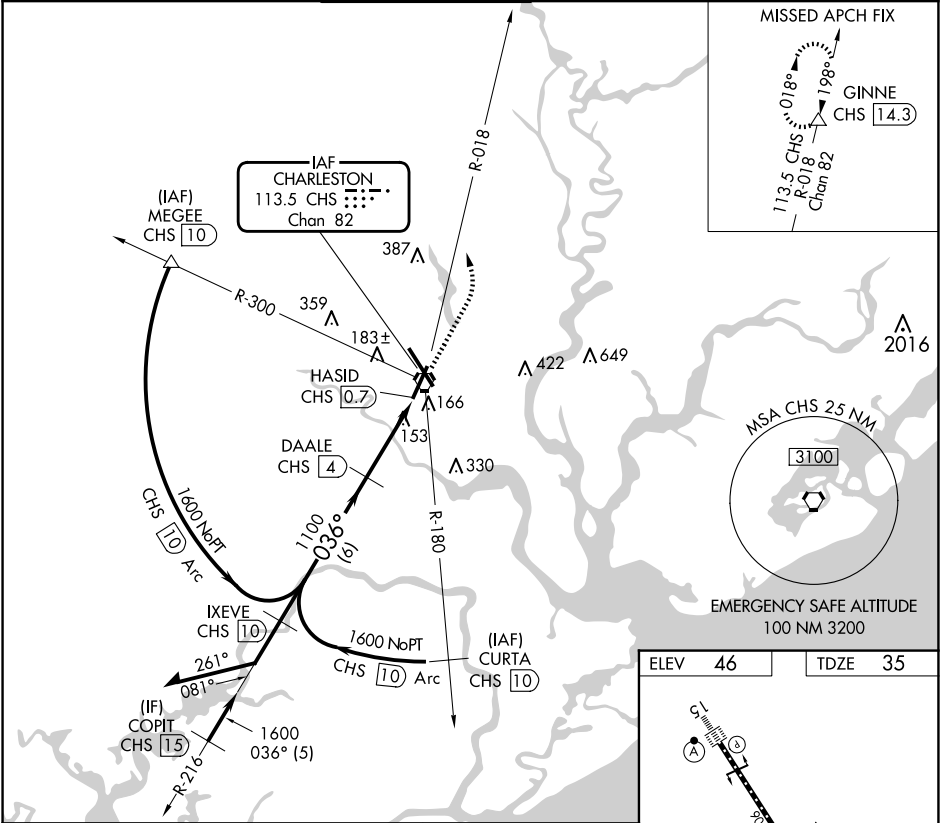 MISSED APCH FIX
018°
198°
GINNE
CHS 14.3
113.5 CHS
R-018
Chan 82
R-018
IAF
CHARLESTON
113.5 CHS
Chan 82
(IAF)
MEGEE
CHS 10
387
R-300
359
183±
2016
422
649
HASID
CHS 0.7
166
153
MSA CHS 25 NM
3100
DAALE
CHS 4
330
1600 NoPT
CHS 10 Arc
1100
036°
(6)
R-180
EMERGENCY SAFE ALTITUDE
100 NM 3200
IXEVE
CHS 10
1600 NoPT
CHS 10 Arc
(IAF)
CURTA
CHS 10
261°
081°
(IF)
COPIT
CHS 15
1600
036° (5)
R-216
ELEV 46
TDZE 35
15
A
P